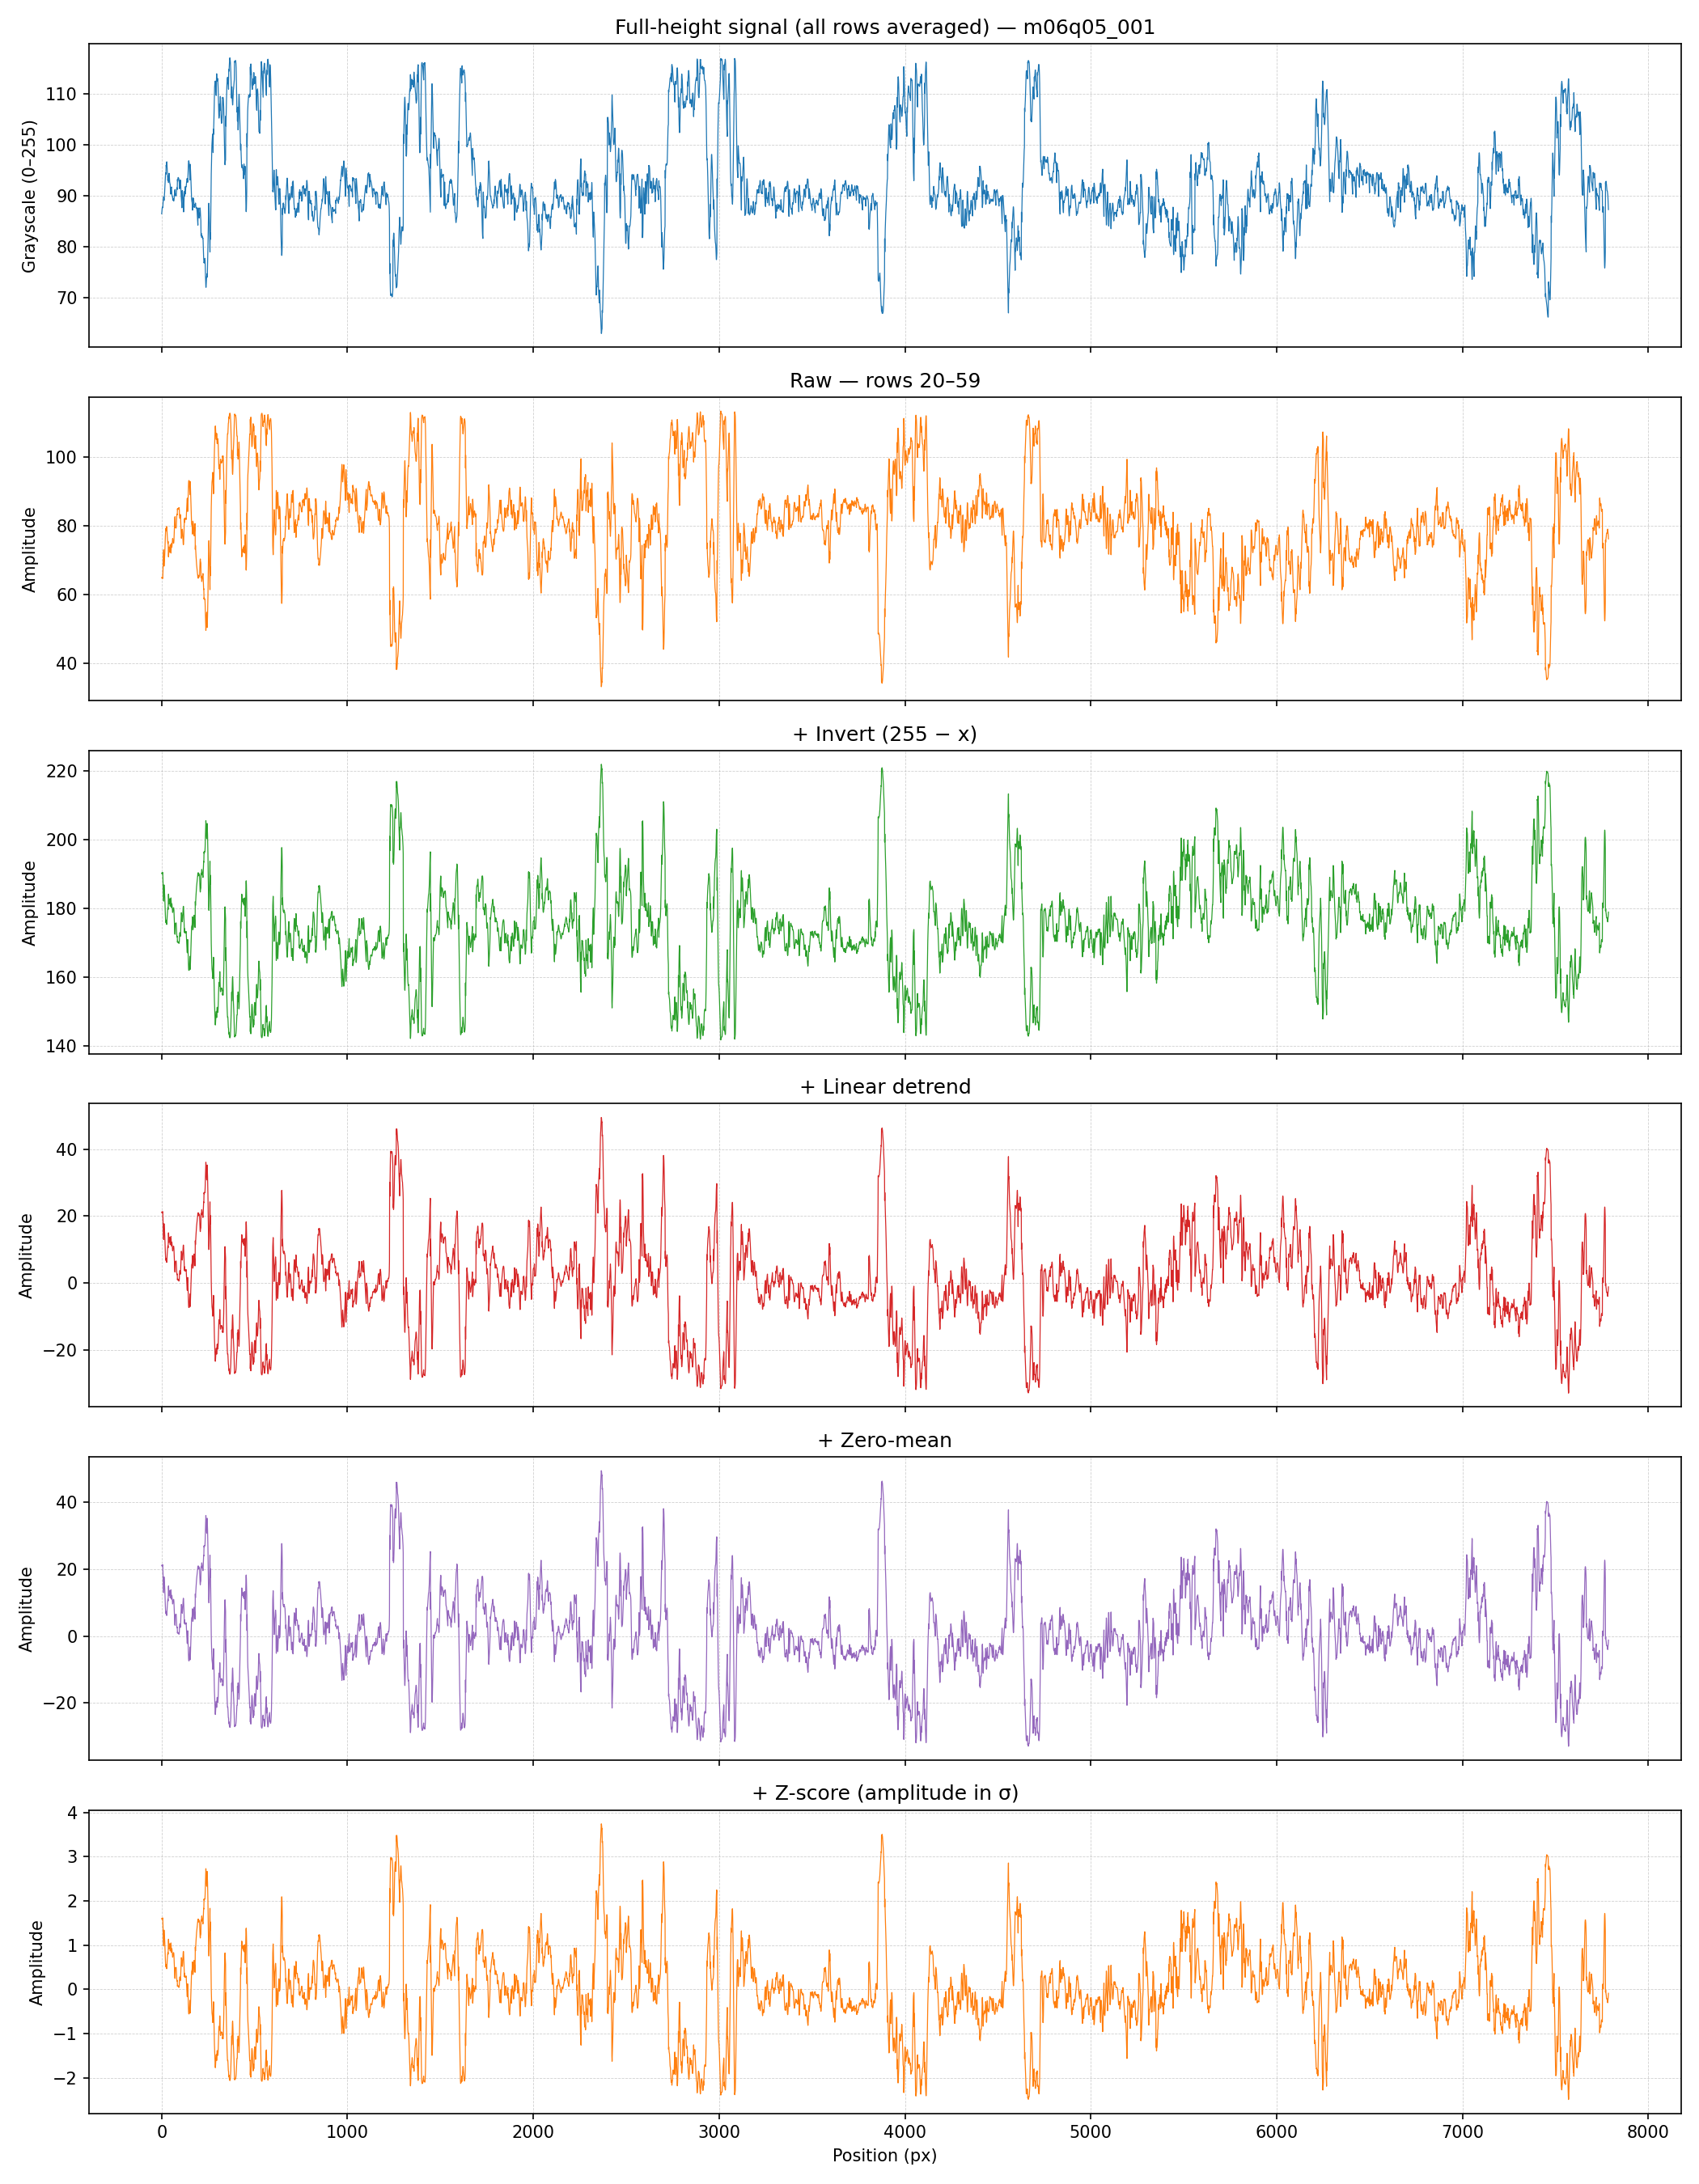 Full-height signal (all rows averaged) — m06q05_001
Grayscale (0–255)
110
100
90
80
70
Raw — rows 20–59
Amplitude
100
80
60
40
+ Invert (255 − x)
Amplitude
220
200
180
160
140
+ Linear detrend
Amplitude
40
20
0
−20
+ Zero-mean
Amplitude
40
20
0
−20
+ Z-score (amplitude in σ)
Amplitude
4
3
2
1
0
−1
−2
0 1000 2000 3000 4000 5000 6000 7000 8000
Position (px)